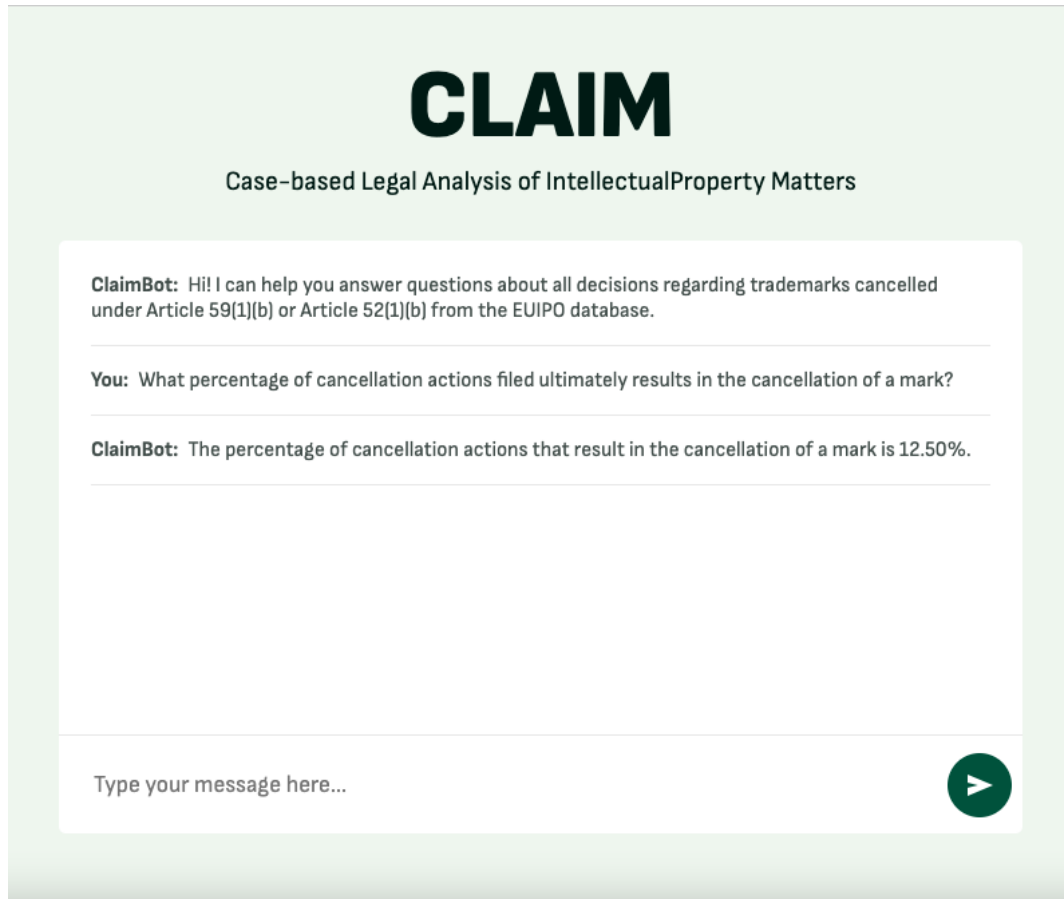 CLAIM
Case-based Legal Analysis of IntellectualProperty Matters
ClaimBot: Hi! I can help you answer questions about all decisions regarding trademarks cancelled
under Article 59(1)(b) or Article 52(1)(b) from the EUIPO database.
You: What percentage of cancellation actions filed ultimately results in the cancellation of a mark?
ClaimBot: The percentage of cancellation actions that result in the cancellation of a mark is 12.50%.
Type your message here...